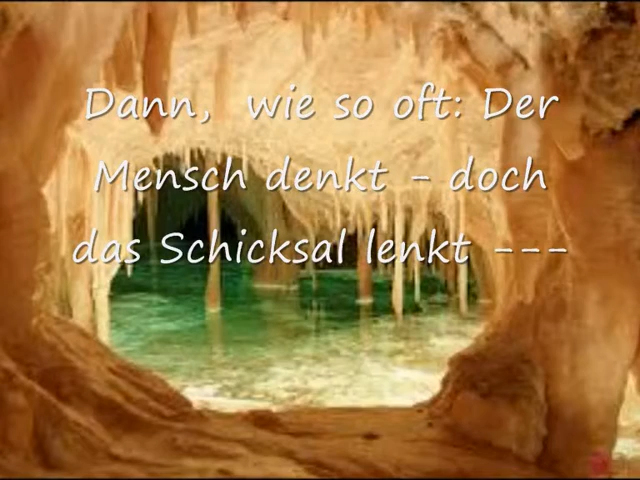 Dann, wie so oft: Der
Mensch denkt - doch
das Schicksal lenkt ---